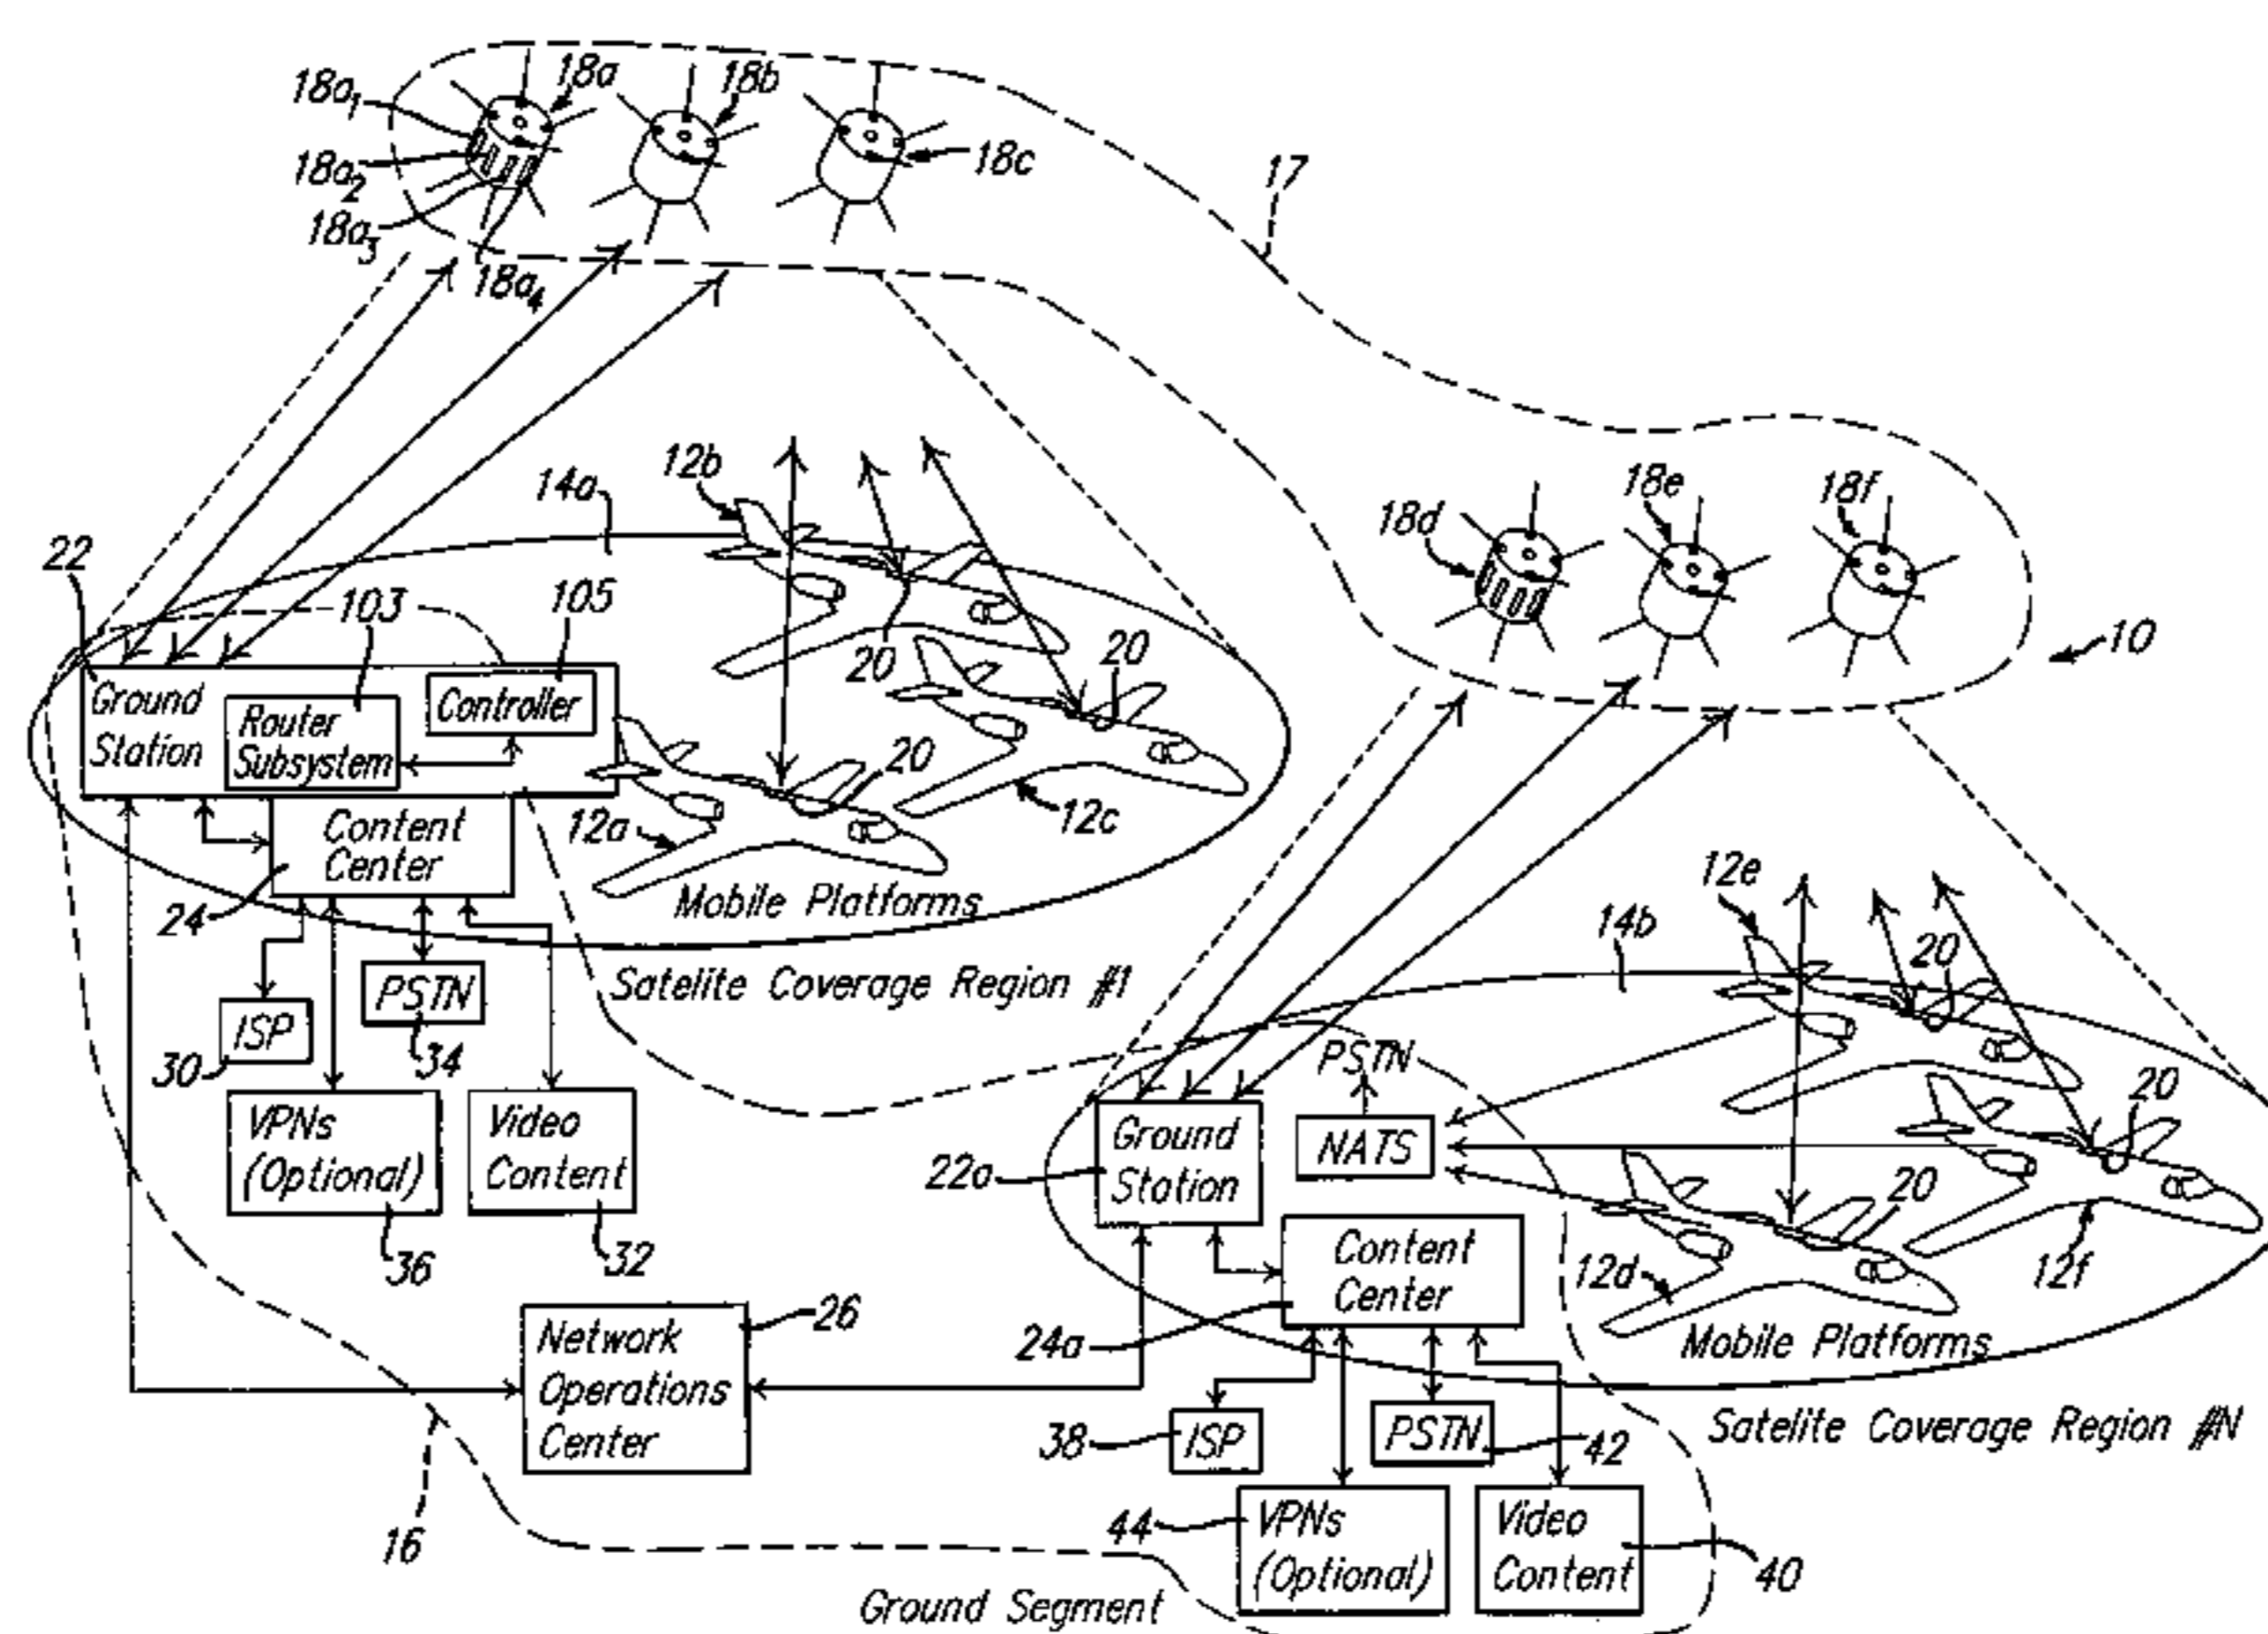 18a₁
18a
18b
18a₂
18c
18a₃
18a₄
17
12b
14a
18d
18e
18f
22
103
105
20
20
10
Ground
Station
Router
Subsystem
Controller
20
12a
12c
Content
Center
24
Mobile Platforms
12e
14b
20
Satelite Coverage Region #1
ISP
30
PSTN
34
PSTN
20
VPNs
(Optional)
36
Video
Content
32
Ground
Station
22a
NATS
20
12d
12f
Content
Center
24a
Mobile Platforms
Network
Operations
Center
26
38
ISP
PSTN
42
Satelite Coverage Region #N
16
44
VPNs
(Optional)
Video
Content
40
Ground Segment